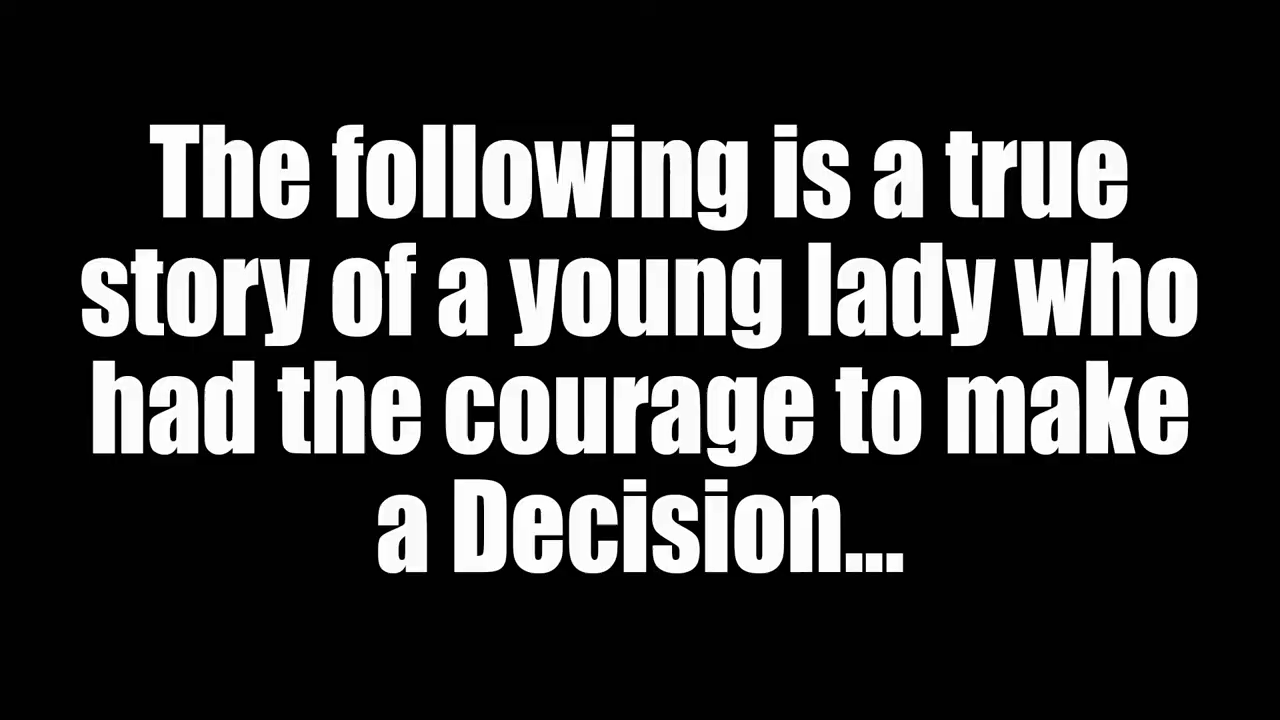 The following is a true
story of a young lady who
had the courage to make
a Decision...